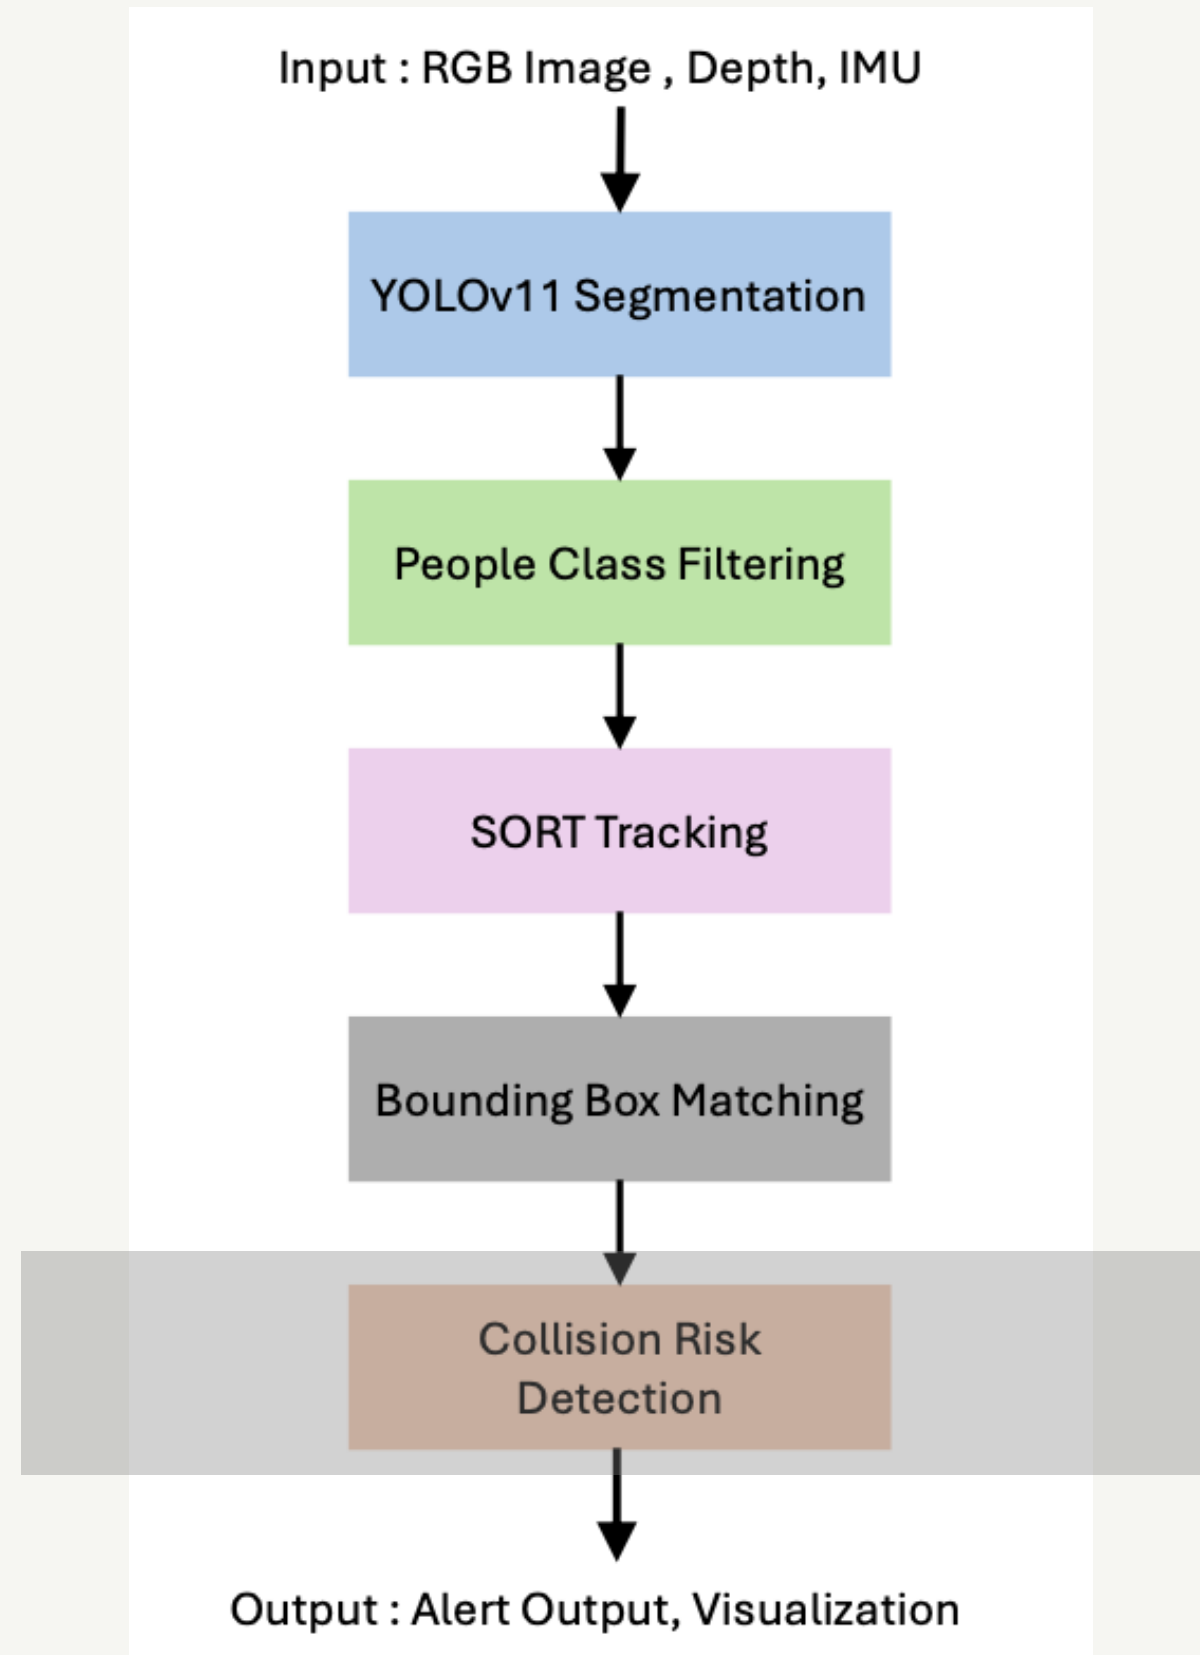 Input : RGB Image , Depth, IMU
YOLOv11 Segmentation
People Class Filtering
SORT Tracking
Bounding Box Matching
Collision Risk
Detection
Output : Alert Output, Visualization